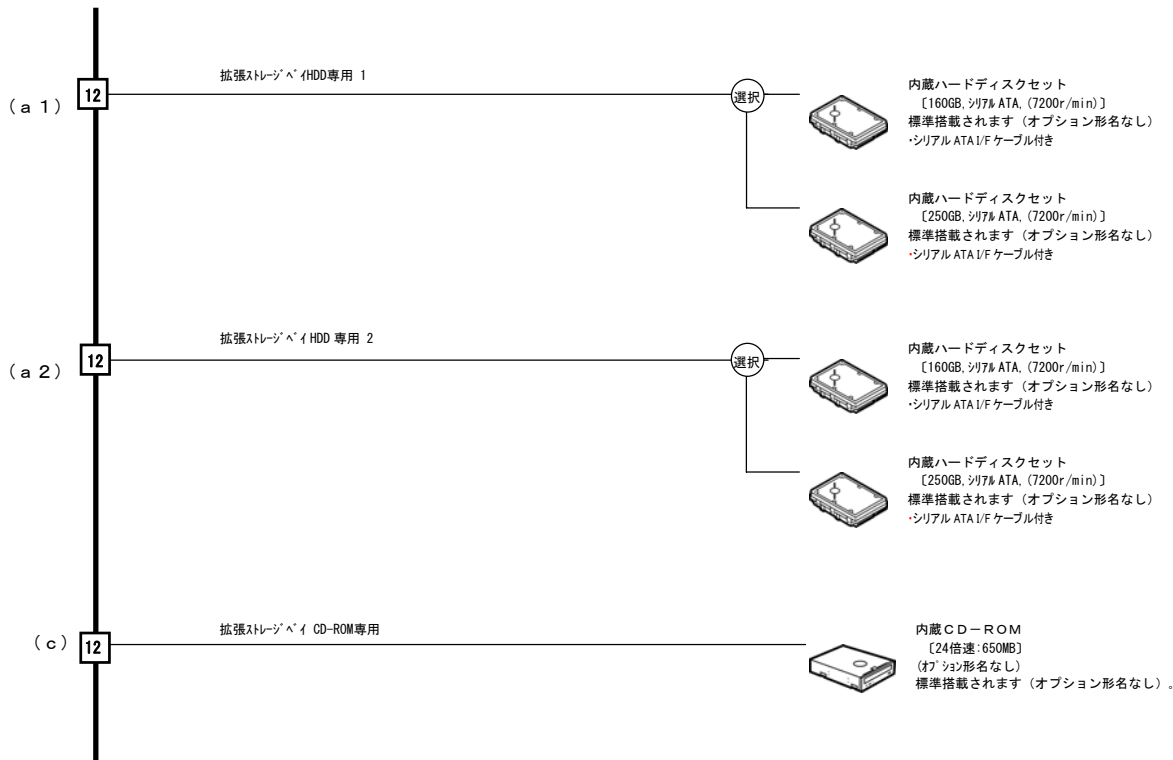 (ａ１)
12
拡張ｽﾄﾚｰｼﾞﾍﾞｲHDD専用 1
選択
内蔵ハードディスクセット
〔160GB, ｼﾘｱﾙ ATA, (7200r/min)〕
標準搭載されます（オプション形名なし）
・シリアル ATA I/F ケーブル付き
内蔵ハードディスクセット
〔250GB, ｼﾘｱﾙ ATA, (7200r/min)〕
標準搭載されます（オプション形名なし）
・シリアル ATA I/F ケーブル付き
(ａ２)
12
拡張ｽﾄﾚｰｼﾞﾍﾞｲ HDD 専用 2
選択
内蔵ハードディスクセット
〔160GB, ｼﾘｱﾙ ATA, (7200r/min)〕
標準搭載されます（オプション形名なし）
・シリアル ATA I/F ケーブル付き
内蔵ハードディスクセット
〔250GB, ｼﾘｱﾙ ATA, (7200r/min)〕
標準搭載されます（オプション形名なし）
・シリアル ATA I/F ケーブル付き
(ｃ)
12
拡張ｽﾄﾚｰｼﾞﾍﾞｲ CD-ROM専用
内蔵ＣＤ－ＲＯＭ
〔24倍速:650MB〕
(ｵﾌﾟｼｮﾝ形名なし)
標準搭載されます（オプション形名なし）。